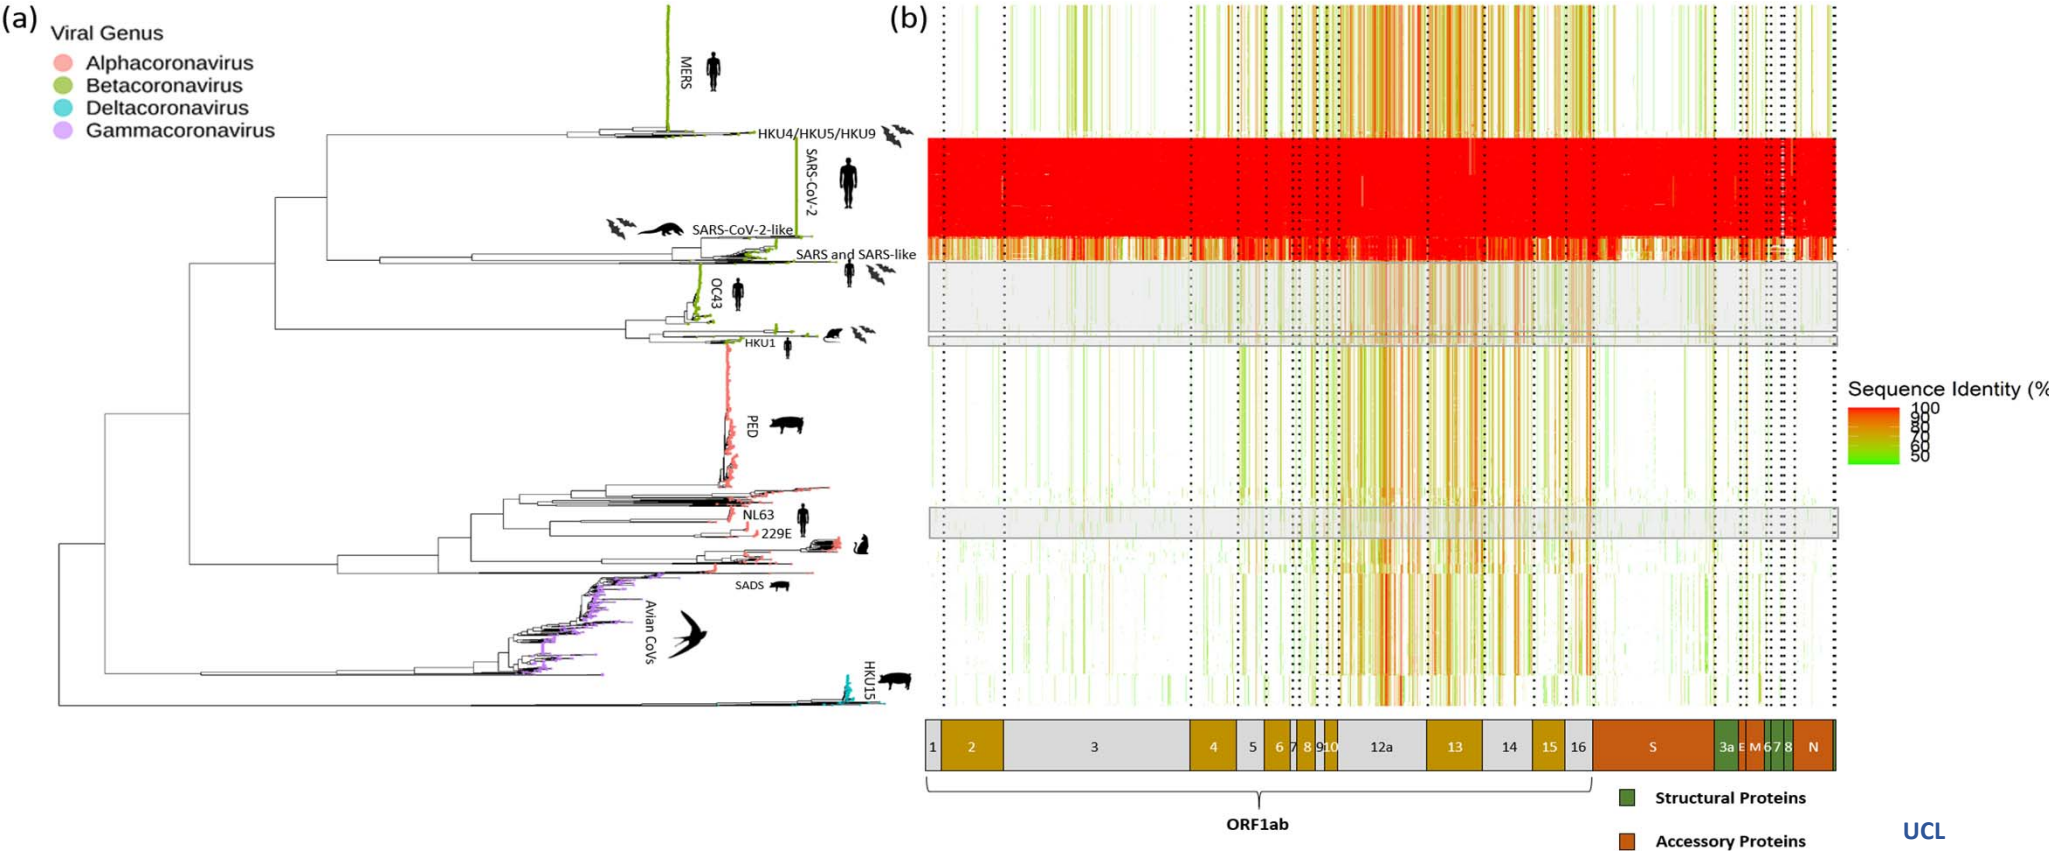 (a)
Viral Genus
Alphacoronavirus
Betacoronavirus
Deltacoronavirus
Gammacoronavirus
MERS
HKU4/HKU5/HKU9
SARS-CoV-2
SARS-CoV-2-like
SARS and SARS-like
OC43
HKU1
PED
NL63
229E
SADS
Avian CoVs
HKU15
(b)
Sequence Identity (%
100
90
80
70
60
50
1 2 3 4 5 6 7 8 9 10 12a 13 14 15 16 S 3a E M 6 7 8 N
ORF1ab
Structural Proteins
Accessory Proteins
UCL